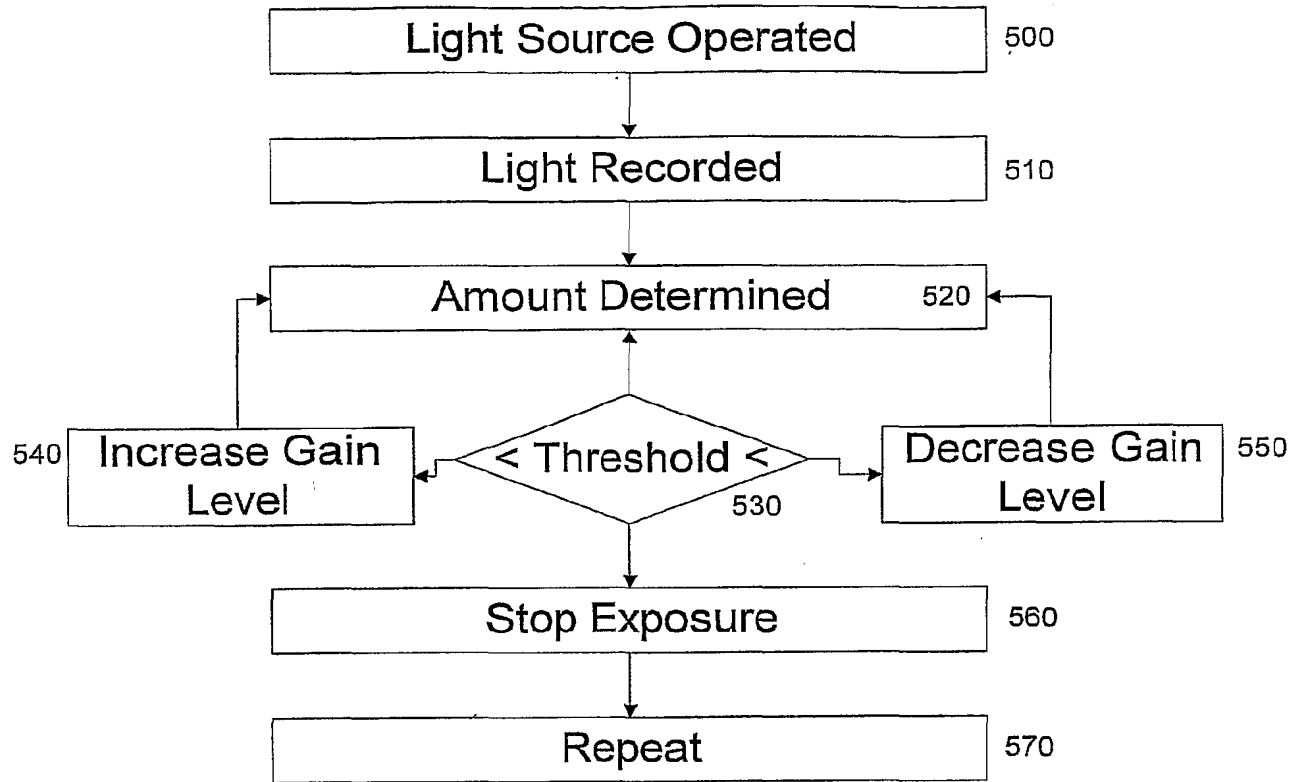 Light Source Operated 500
Light Recorded 510
Amount Determined 520
540 Increase Gain
Level
< Threshold <
530
Decrease Gain 550
Level
Stop Exposure 560
Repeat 570